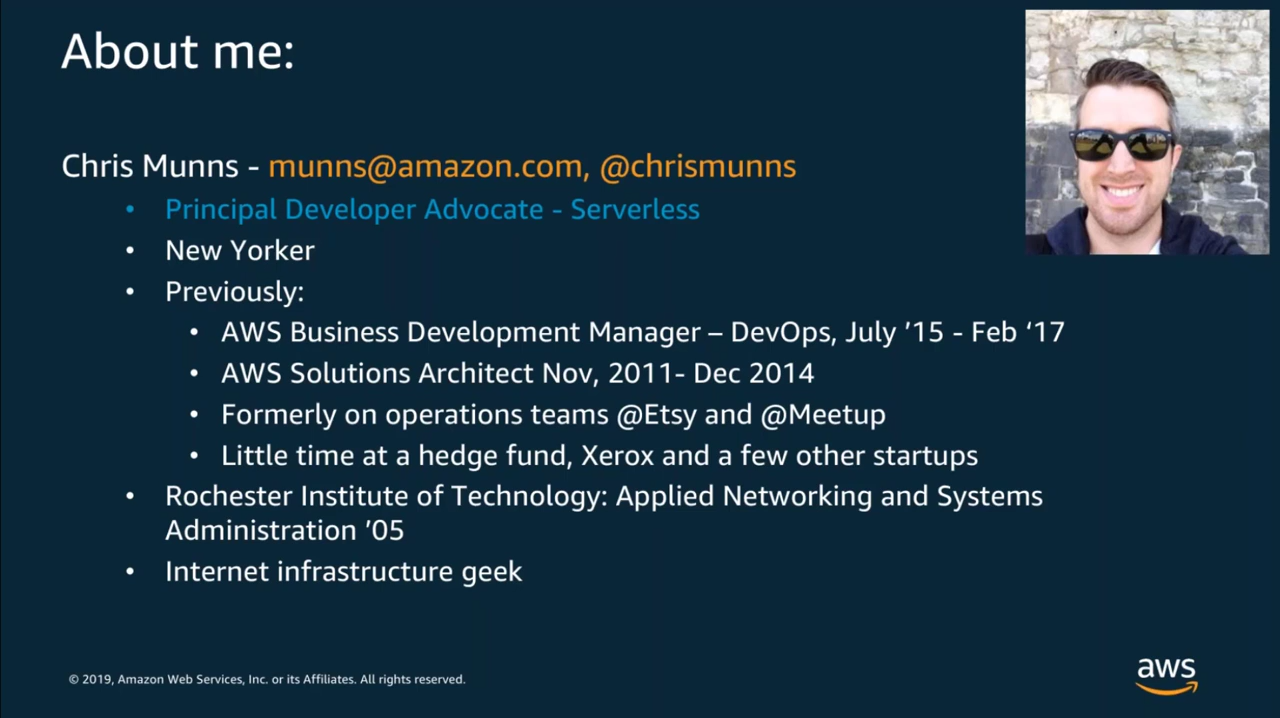 About me:
Chris Munns - munns@amazon.com, @chrismunns
• Principal Developer Advocate - Serverless
• New Yorker
• Previously:
• AWS Business Development Manager – DevOps, July ’15 - Feb ‘17
• AWS Solutions Architect Nov, 2011- Dec 2014
• Formerly on operations teams @Etsy and @Meetup
• Little time at a hedge fund, Xerox and a few other startups
• Rochester Institute of Technology: Applied Networking and Systems
Administration ’05
• Internet infrastructure geek
© 2019, Amazon Web Services, Inc. or its Affiliates. All rights reserved.
aws